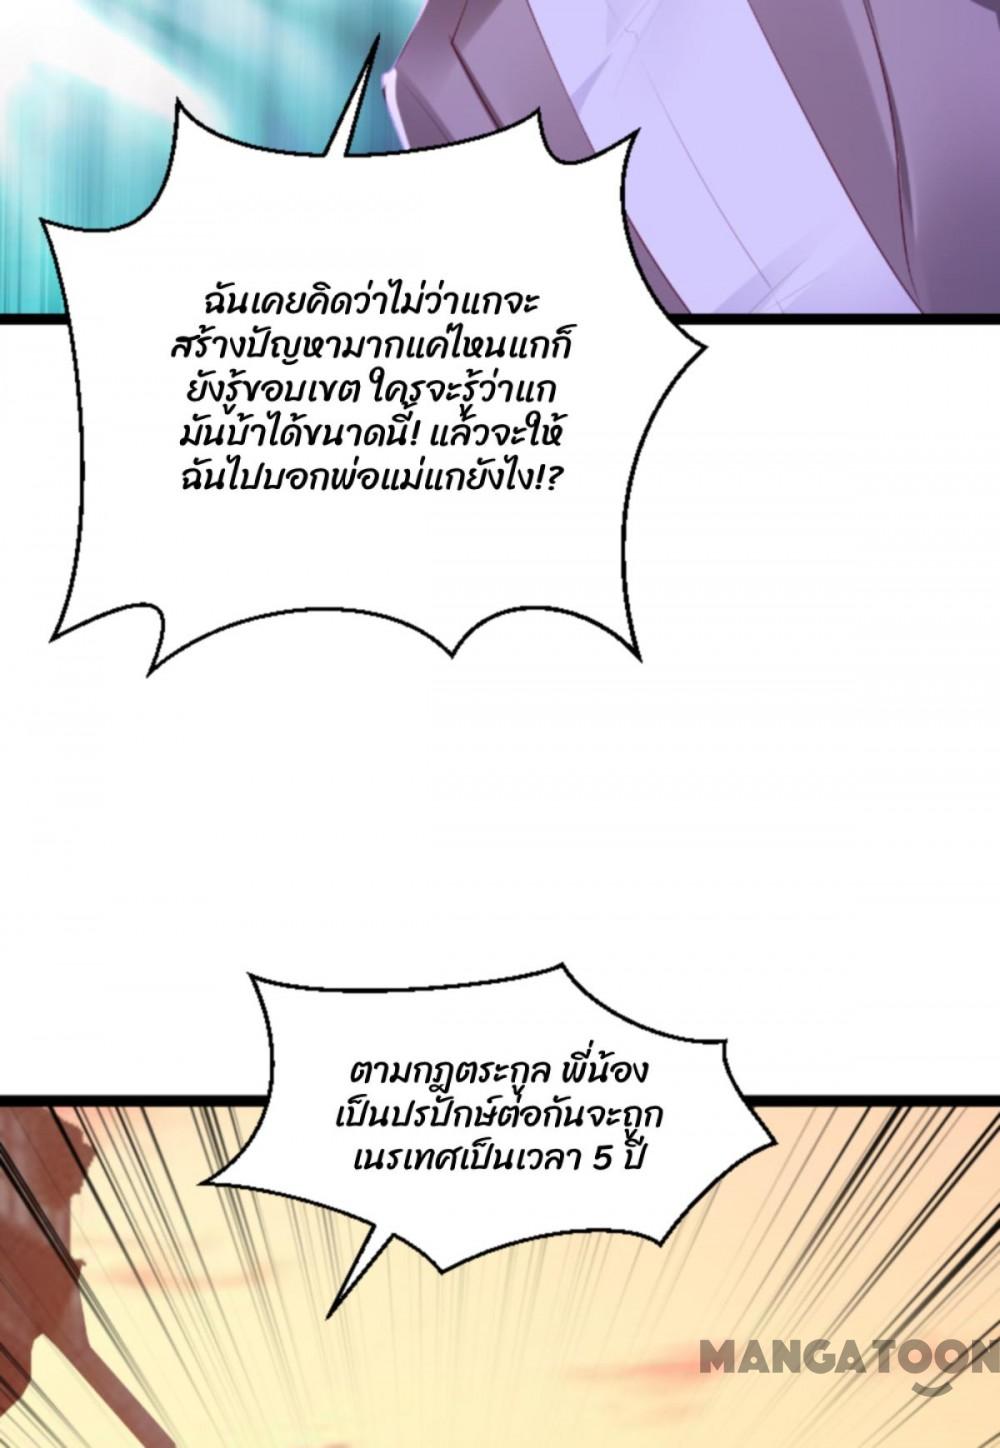 ฉันเคยคิดว่าไม่ว่าแกจะ
สร้างปัญหามากแค่ไหนแกก็
ยังรู้ขอบเขต ใครจะรู้ว่าแก
มันบ้าได้ขนาดนี้! แล้วจะให้
ฉันไปบอกพ่อแม่แกยังไง!?
ตามกฎตระกูล พี่น้อง
เป็นปรปักษ์ต่อกันจะถูก
เนรเทศเป็นเวลา 5 ปี
MANGATOON